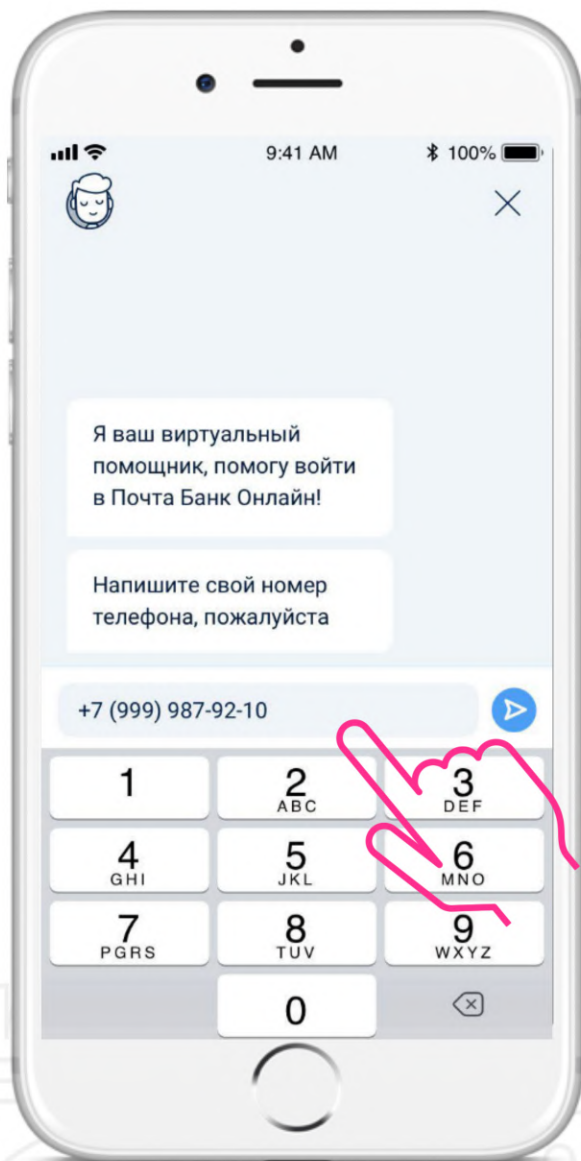 9:41 AM
100%
Я ваш виртуальный
помощник, помогу войти
в Почта Банк Онлайн!
Напишите свой номер
телефона, пожалуйста
+7 (999) 987-92-10
1
2
ABC
3
DEF
4
GHI
5
JKL
6
MNO
7
PGRS
8
TUV
9
WXYZ
0